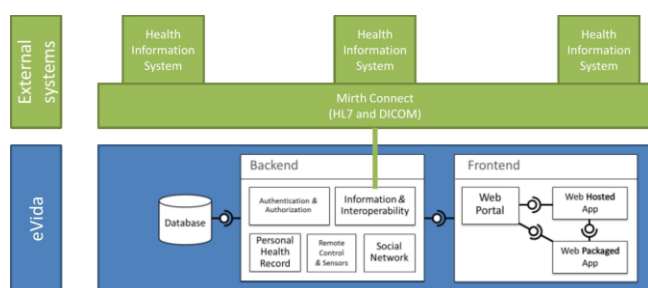 External
systems
Health
Information
System
Health
Information
System
Health
Information
System
Mirth Connect
(HL7 and DICOM)
eVida
Database
Backend
Authentication &
Authorization
Information &
Interoperability
Personal
Health
Record
Remote
Control
& Sensors
Social
Network
Frontend
Web
Portal
Web Hosted
App
Web Packaged
App